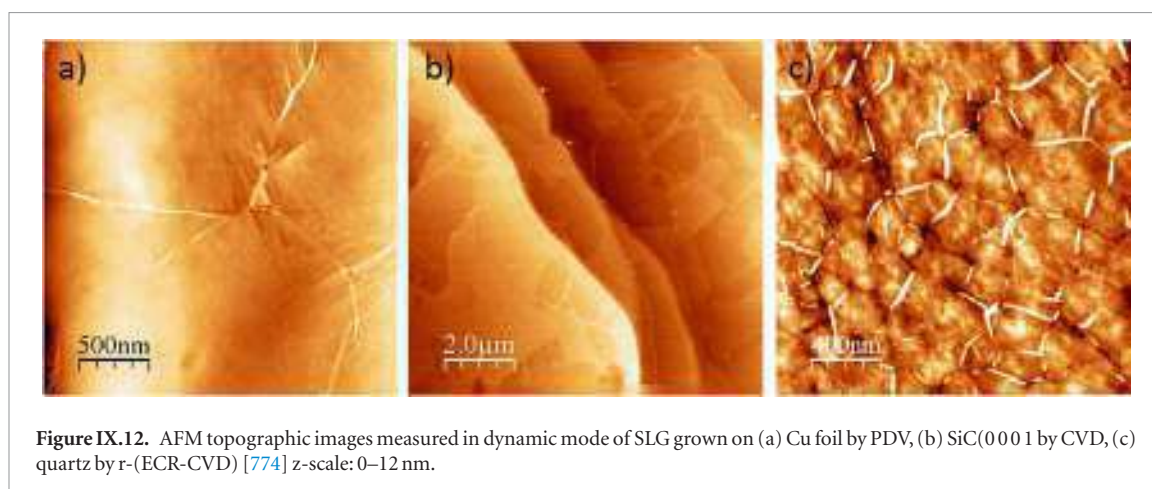 a)
b)
c)
500nm
2.0µm
400nm
Figure IX.12. AFM topographic images measured in dynamic mode of SLG grown on (a) Cu foil by PDV, (b) SiC(0 0 0 1 by CVD, (c)
quartz by r-(ECR-CVD) [774] z-scale: 0–12 nm.